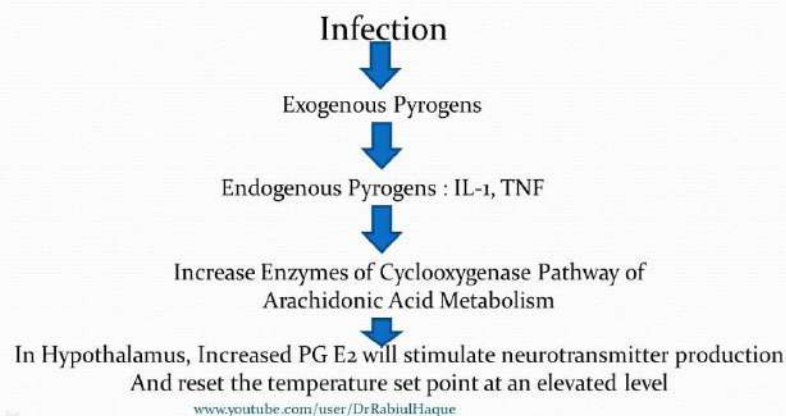 Infection
Exogenous Pyrogens
Endogenous Pyrogens : IL-1, TNF
Increase Enzymes of Cyclooxygenase Pathway of
Arachidonic Acid Metabolism
In Hypothalamus, Increased PG E2 will stimulate neurotransmitter production
And reset the temperature set point at an elevated level
www.youtube.com/user/DrRabiulHaque